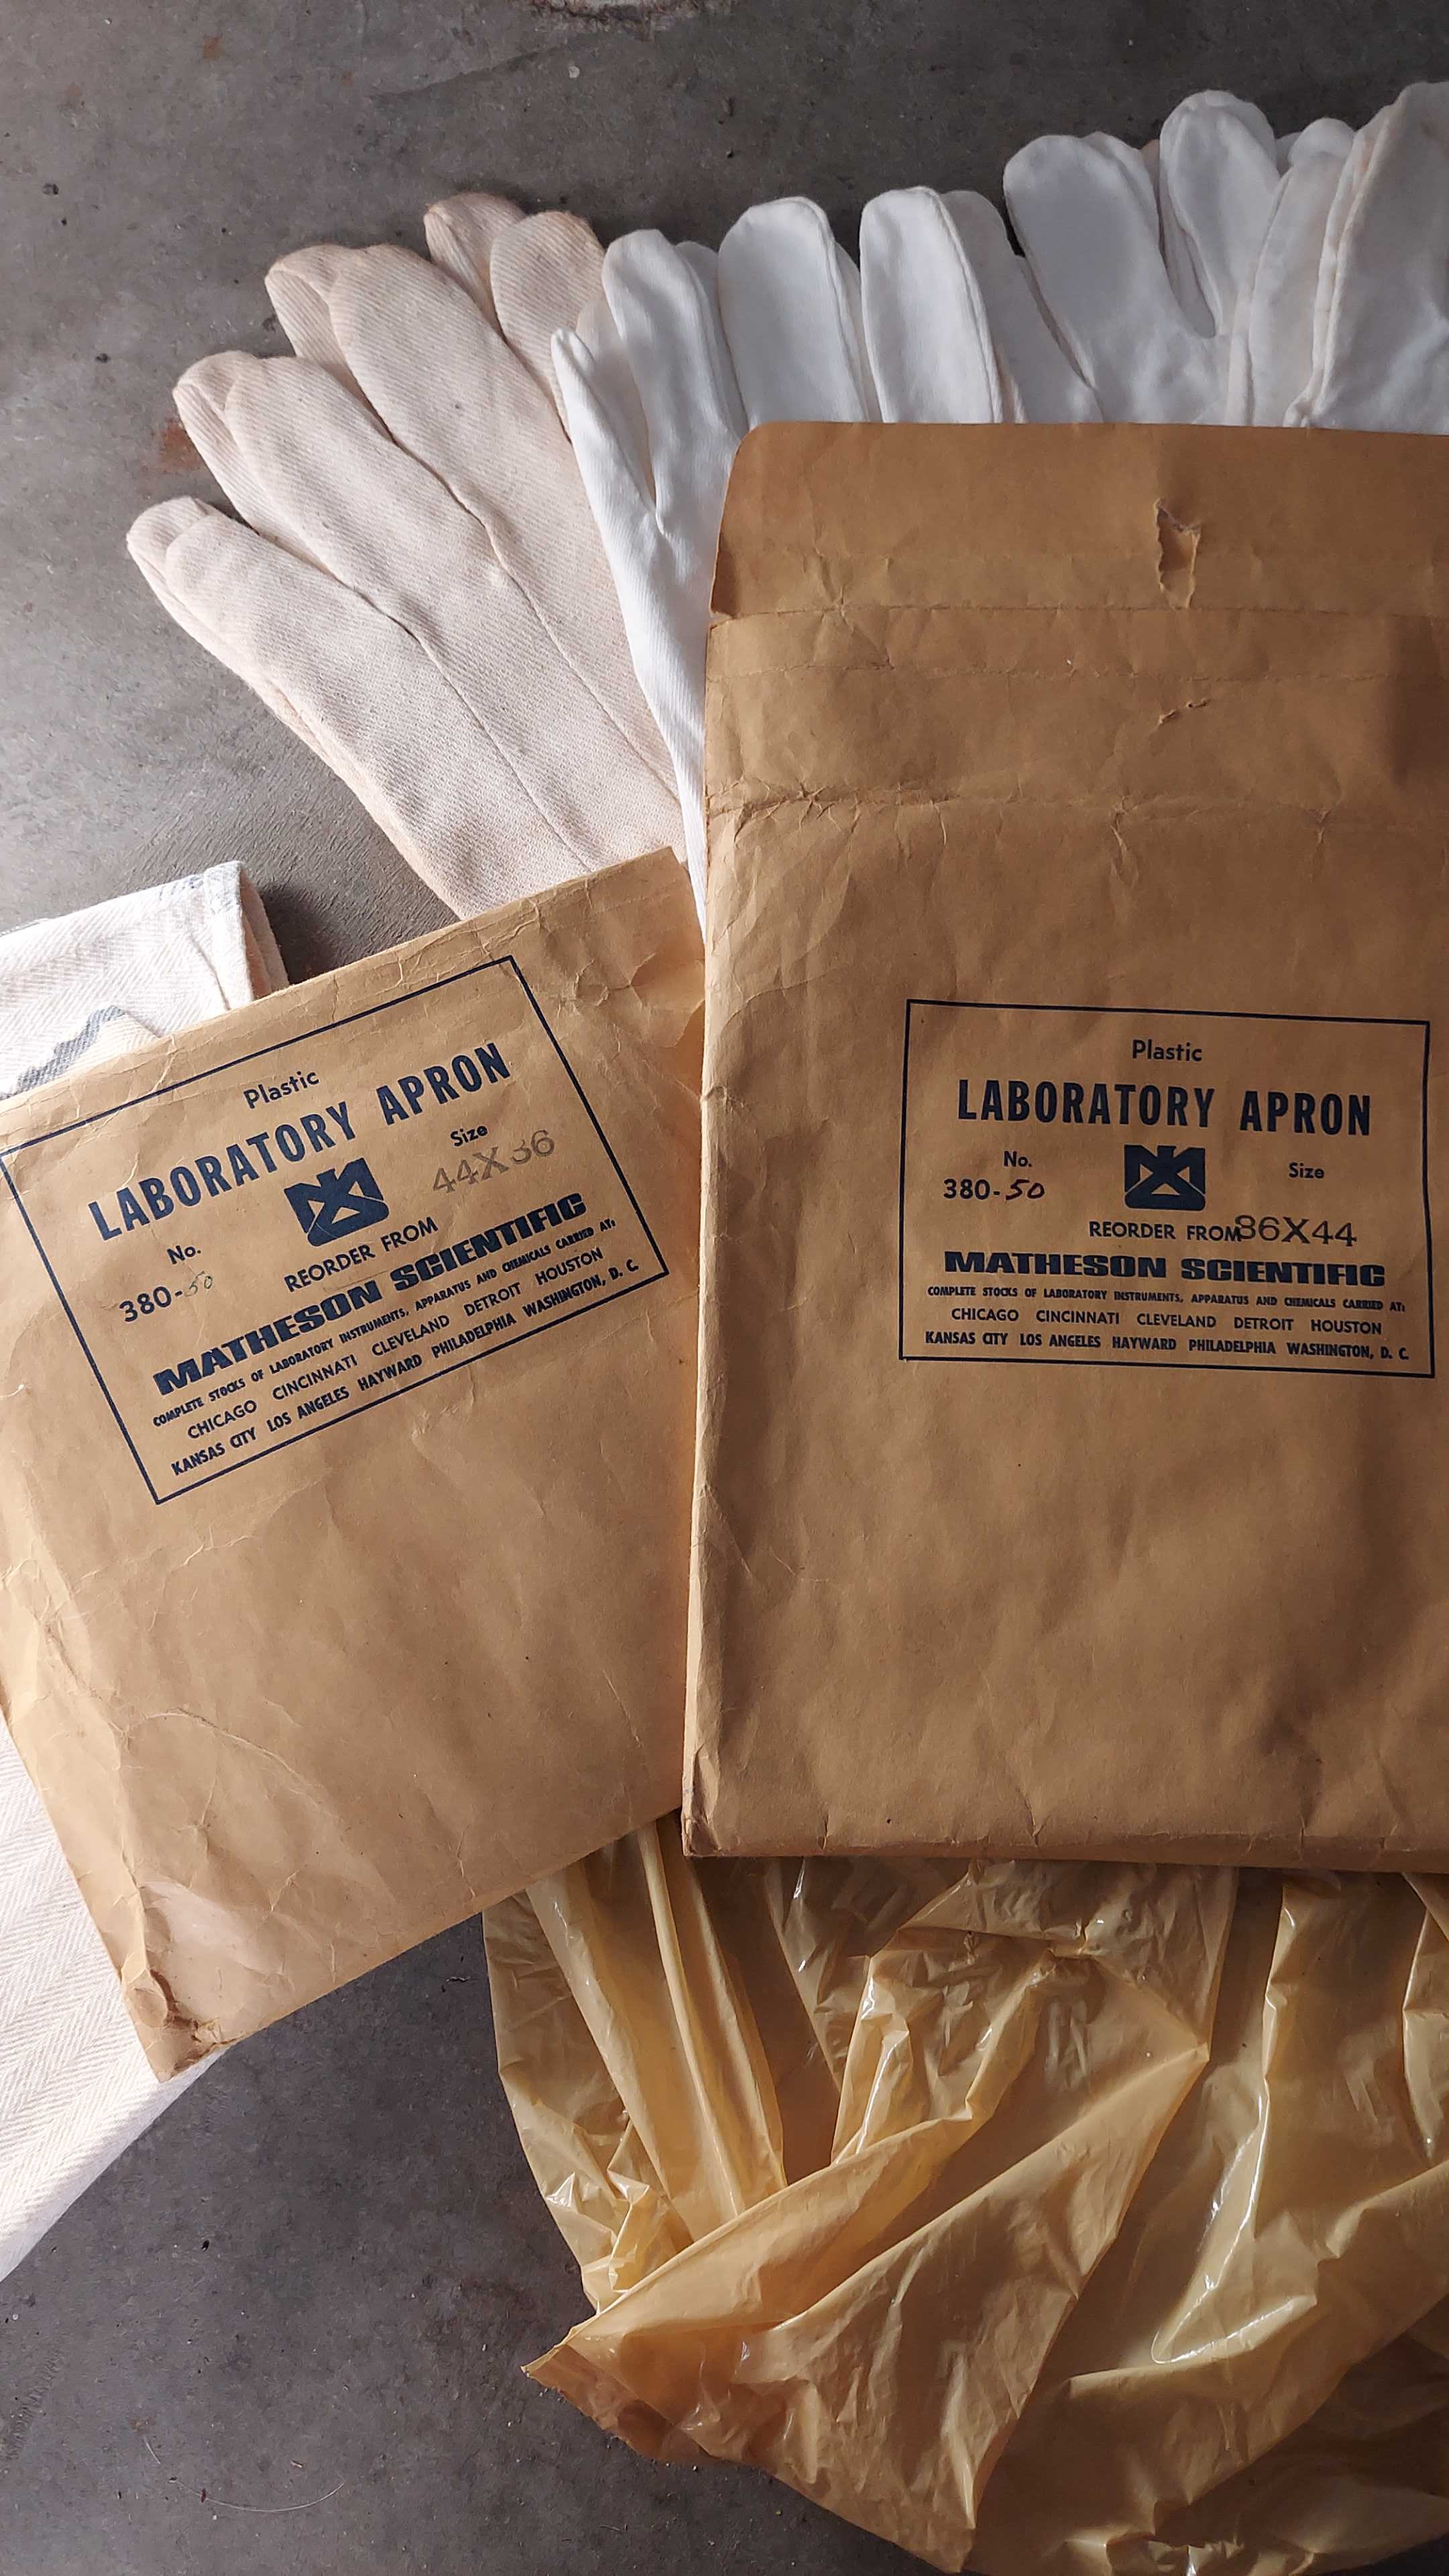 Plastic
LABORATORY APRON
No. Size
380-50 44X36
REORDER FROM
MATHESON SCIENTIFIC
COMPLETE STOCKS OF LABORATORY INSTRUMENTS, APPARATUS AND CHEMICALS CARRIED AT:
CHICAGO CINCINNATI CLEVELAND DETROIT HOUSTON
KANSAS CITY LOS ANGELES HAYWARD PHILADELPHIA WASHINGTON, D. C.
Plastic
LABORATORY APRON
No. Size
380-50
REORDER FROM 36X44
MATHESON SCIENTIFIC
COMPLETE STOCKS OF LABORATORY INSTRUMENTS, APPARATUS AND CHEMICALS CARRIED AT:
CHICAGO CINCINNATI CLEVELAND DETROIT HOUSTON
KANSAS CITY LOS ANGELES HAYWARD PHILADELPHIA WASHINGTON, D. C.